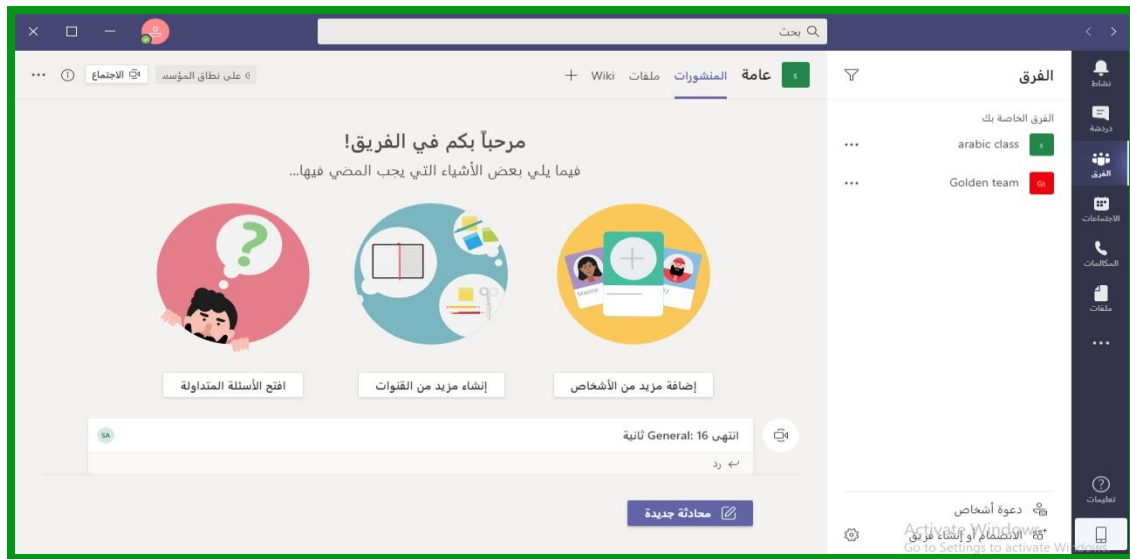 بحث
نشاط
دردشة
الفرق
الاجتماعات
المكالمات
ملفات
تعليمات
الفرق
الفرق الخاصة بك
s arabic class
Gt Golden team
دعوة أشخاص
الانضمام أو إنشاء فريق
Activate Windows
Go to Settings to activate Windows.
s عامة المنشورات ملفات Wiki +
على نطاق المؤسس
الاجتماع
مرحباً بكم في الفريق!
فيما يلي بعض الأشياء التي يجب المضي فيها...
Maxine
إضافة مزيد من الأشخاص
إنشاء مزيد من القنوات
افتح الأسئلة المتداولة
انتهى General: 16 ثانية
SA
رد
محادثة جديدة